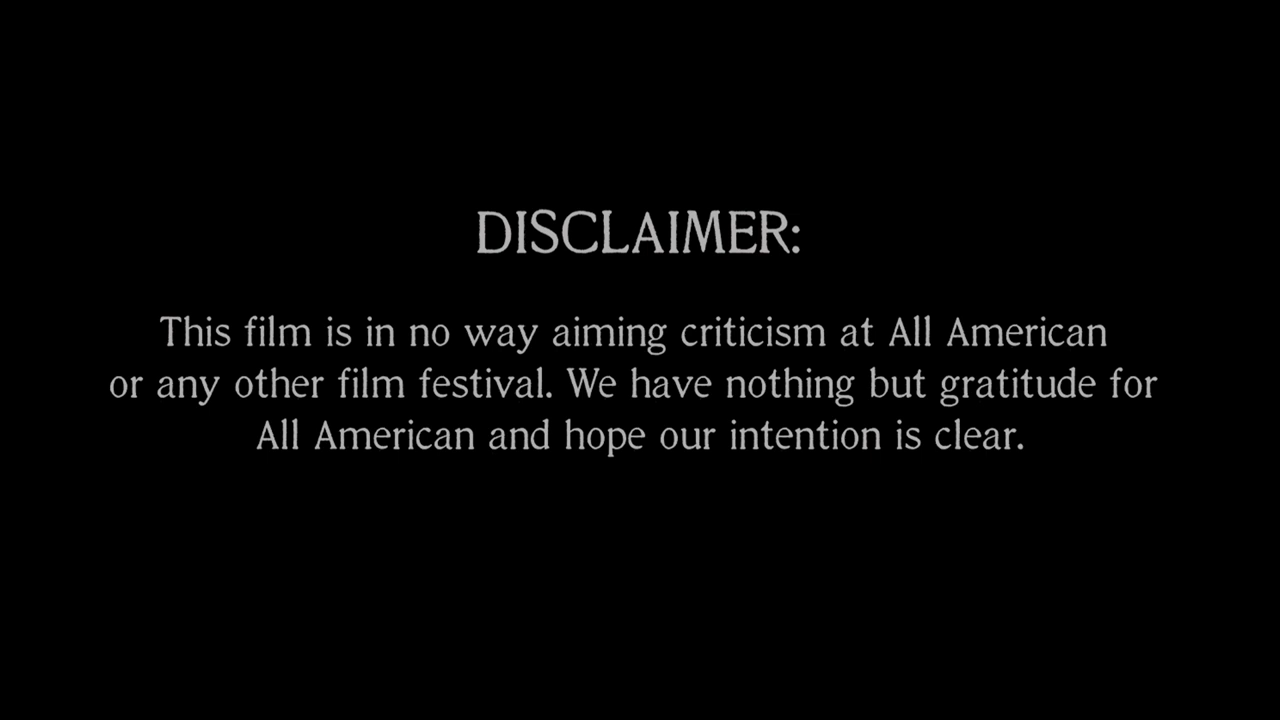 DISCLAIMER:
This film is in no way aiming criticism at All American
or any other film festival. We have nothing but gratitude for
All American and hope our intention is clear.